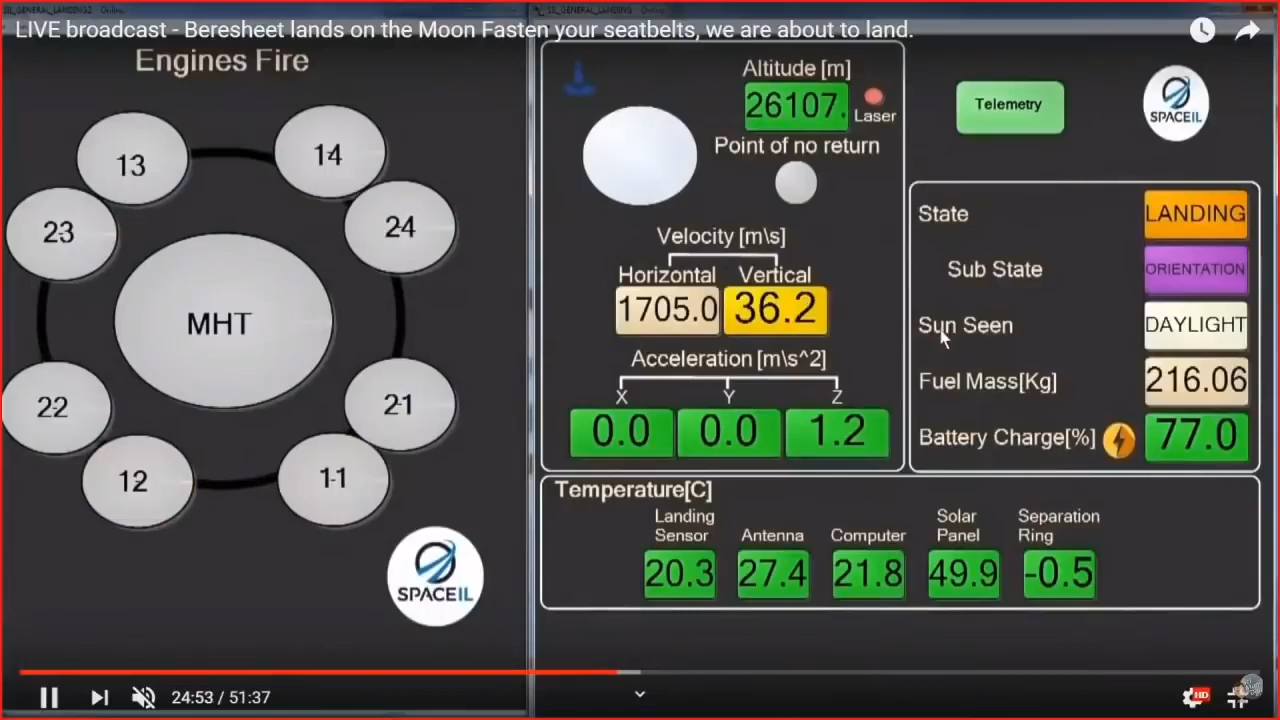 SIL_GENERAL_LANDING2 - Online
SIL_GENERAL_LANDING - Online
LIVE broadcast - Beresheet lands on the Moon Fasten your seatbelts, we are about to land.
Engines Fire
13
14
23
24
MHT
22
21
12
11
SPACEIL
Altitude [m]
26107.
Laser
Point of no return
Velocity [m\s]
Horizontal
Vertical
1705.0
36.2
Acceleration [m\s^2]
X
Y
Z
0.0
0.0
1.2
Telemetry
SPACEIL
State
LANDING
Sub State
ORIENTATION
Sun Seen
DAYLIGHT
Fuel Mass[Kg]
216.06
Battery Charge[%]
77.0
Temperature[C]
Landing Sensor
Antenna
Computer
Solar Panel
Separation Ring
20.3
27.4
21.8
49.9
-0.5
24:53 / 51:37
HD